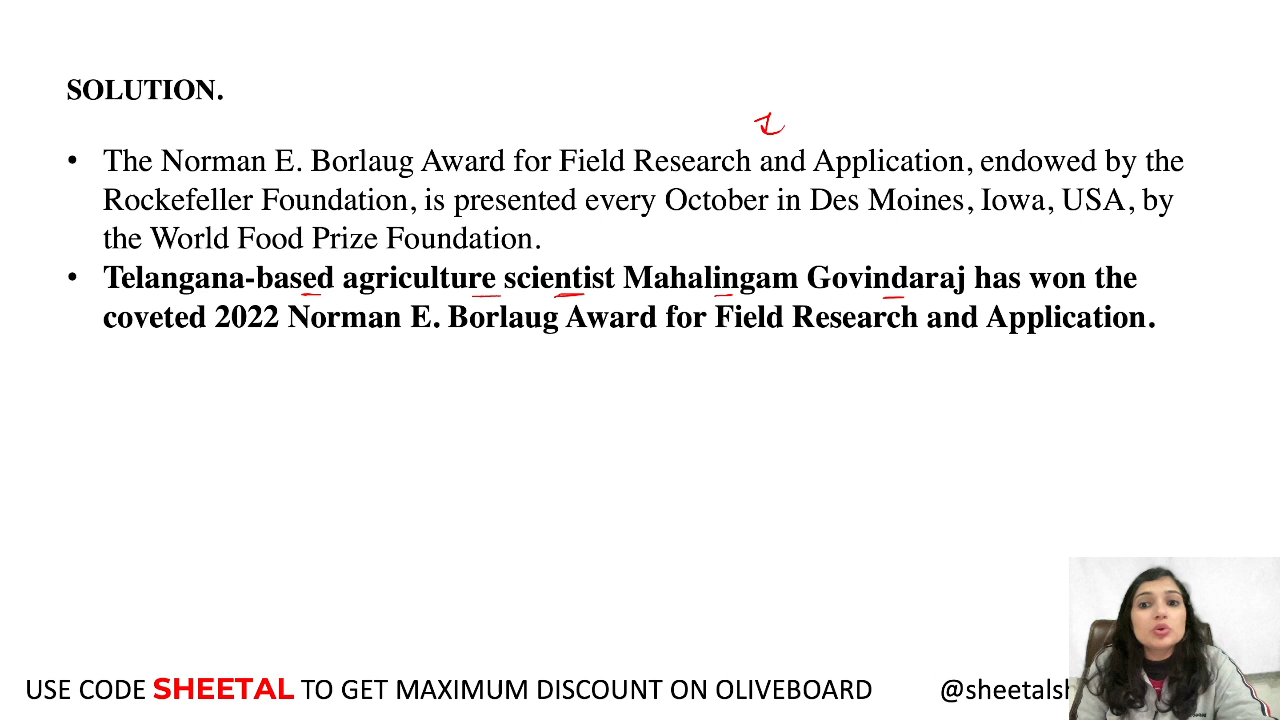 SOLUTION.
• The Norman E. Borlaug Award for Field Research and Application, endowed by the
Rockefeller Foundation, is presented every October in Des Moines, Iowa, USA, by
the World Food Prize Foundation.
• Telangana-based agriculture scientist Mahalingam Govindaraj has won the
coveted 2022 Norman E. Borlaug Award for Field Research and Application.
USE CODE SHEETAL TO GET MAXIMUM DISCOUNT ON OLIVEBOARD